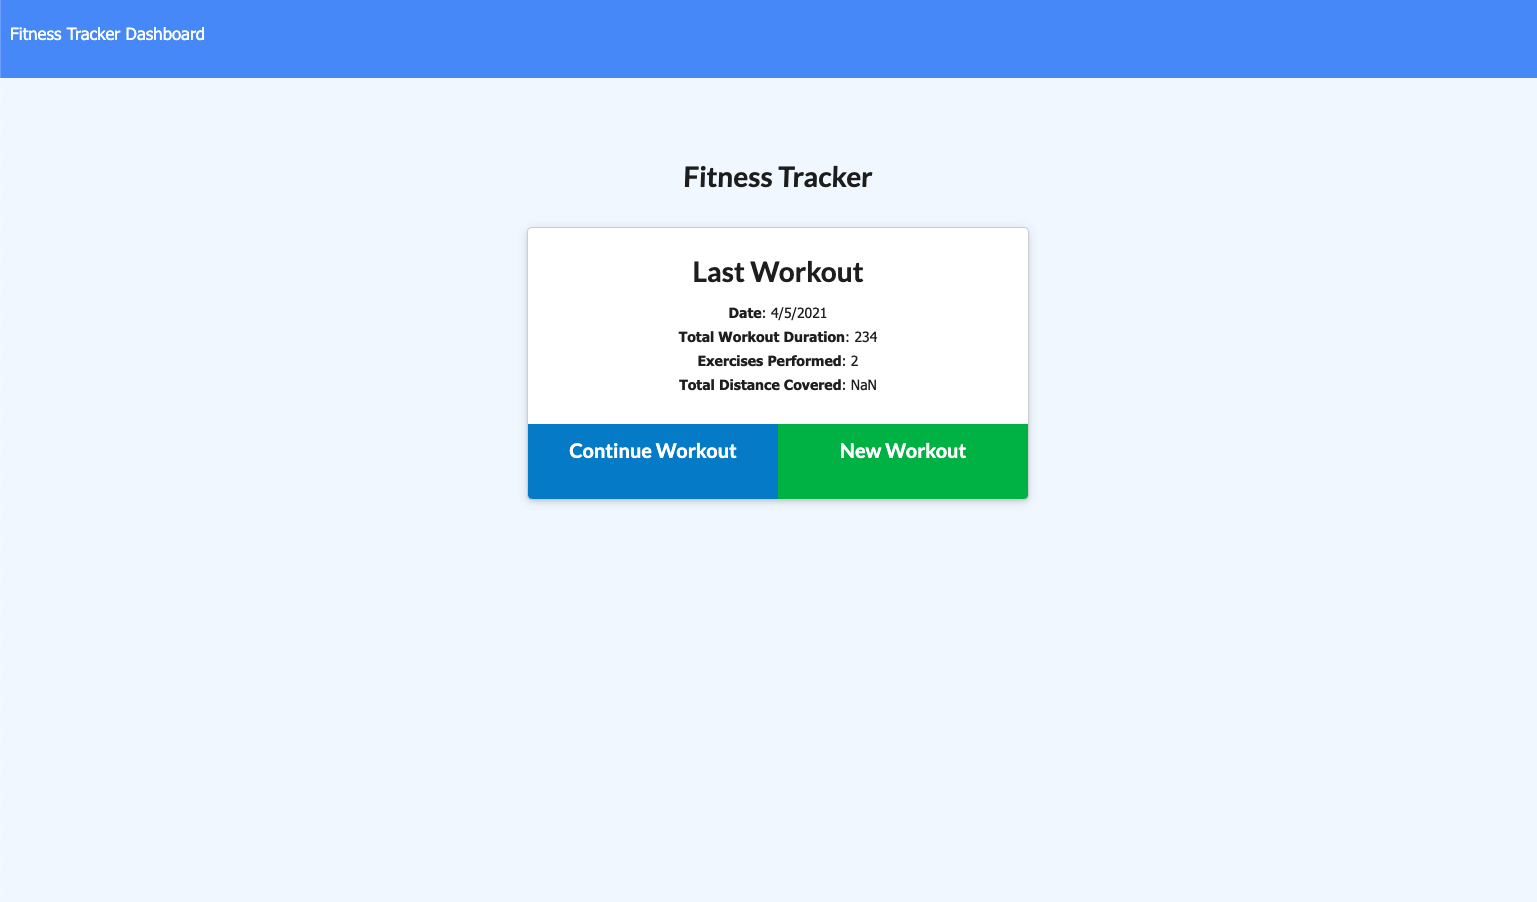 Fitness Tracker Dashboard
Fitness Tracker
Last Workout
Date: 4/5/2021
Total Workout Duration: 234
Exercises Performed: 2
Total Distance Covered: NaN
Continue Workout
New Workout